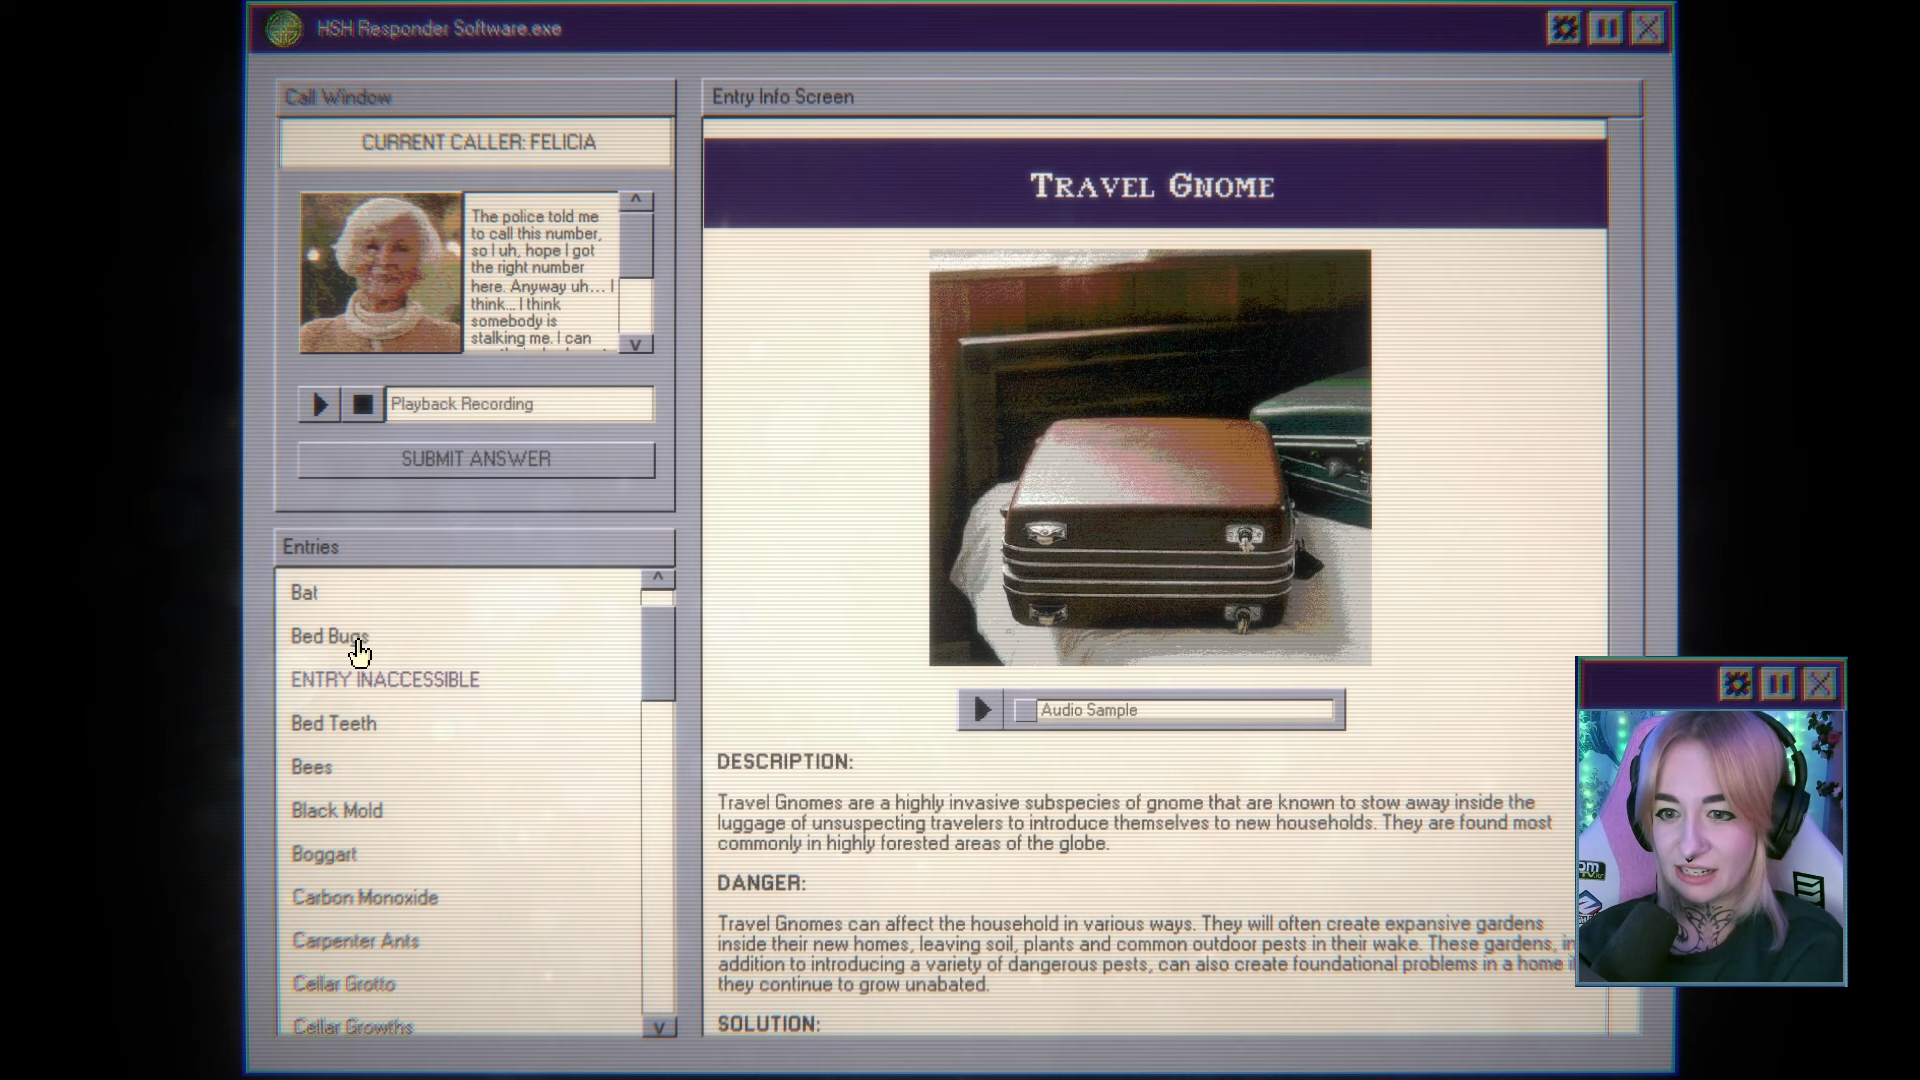 HSH Responder Software.exe
Call Window
CURRENT CALLER: FELICIA
The police told me
to call this number,
so I uh, hope I got
the right number
here. Anyway uh... I
think... I think
somebody is
stalking me. I can
Playback Recording
SUBMIT ANSWER
Entries
Bat
Bed Bugs
ENTRY INACCESSIBLE
Bed Teeth
Bees
Black Mold
Boggart
Carbon Monoxide
Carpenter Ants
Cellar Grotto
Cellar Growths
Entry Info Screen
TRAVEL GNOME
Audio Sample
DESCRIPTION:
Travel Gnomes are a highly invasive subspecies of gnome that are known to stow away inside the
luggage of unsuspecting travelers to introduce themselves to new households. They are found most
commonly in highly forested areas of the globe.
DANGER:
Travel Gnomes can affect the household in various ways. They will often create expansive gardens
inside their new homes, leaving soil, plants and common outdoor pests in their wake. These gardens, in
addition to introducing a variety of dangerous pests, can also create foundational problems in a home
they continue to grow unabated.
SOLUTION: